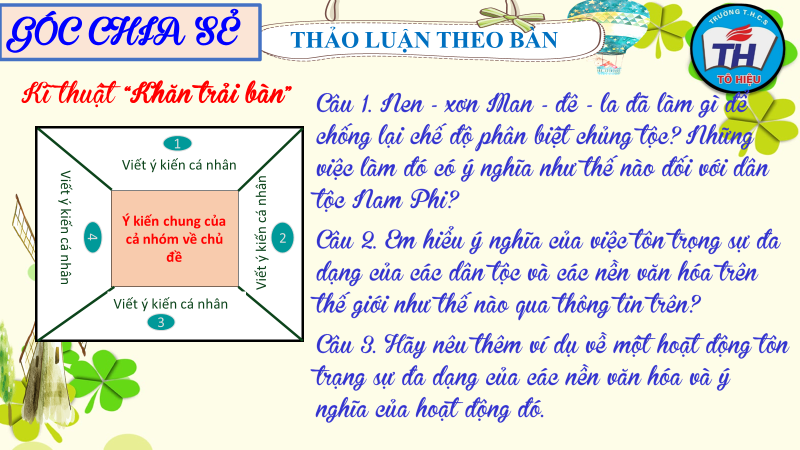 GÓC CHIA SẺ
THẢO LUẬN THEO BÀN
TRƯỜNG T.H.C.S
TH
TÔ HIỆU
Kĩ thuật “Khăn trải bàn”
1
Viết ý kiến cá nhân
Viết ý kiến cá nhân
4
Ý kiến chung của
cả nhóm về chủ
đề
Viết ý kiến cá nhân
2
Viết ý kiến cá nhân
3
Câu 1. Nen - xơn Man - đê - la đã làm gì để
chống lại chế độ phân biệt chủng tộc? Những
việc làm đó có ý nghĩa như thế nào đối với dân
tộc Nam Phi?
Câu 2. Em hiểu ý nghĩa của việc tôn trọng sự đa
dạng của các dân tộc và các nền văn hóa trên
thế giới như thế nào qua thông tin trên?
Câu 3. Hãy nêu thêm ví dụ về một hoạt động tôn
trạng sự đa dạng của các nền văn hóa và ý
nghĩa của hoạt động đó.